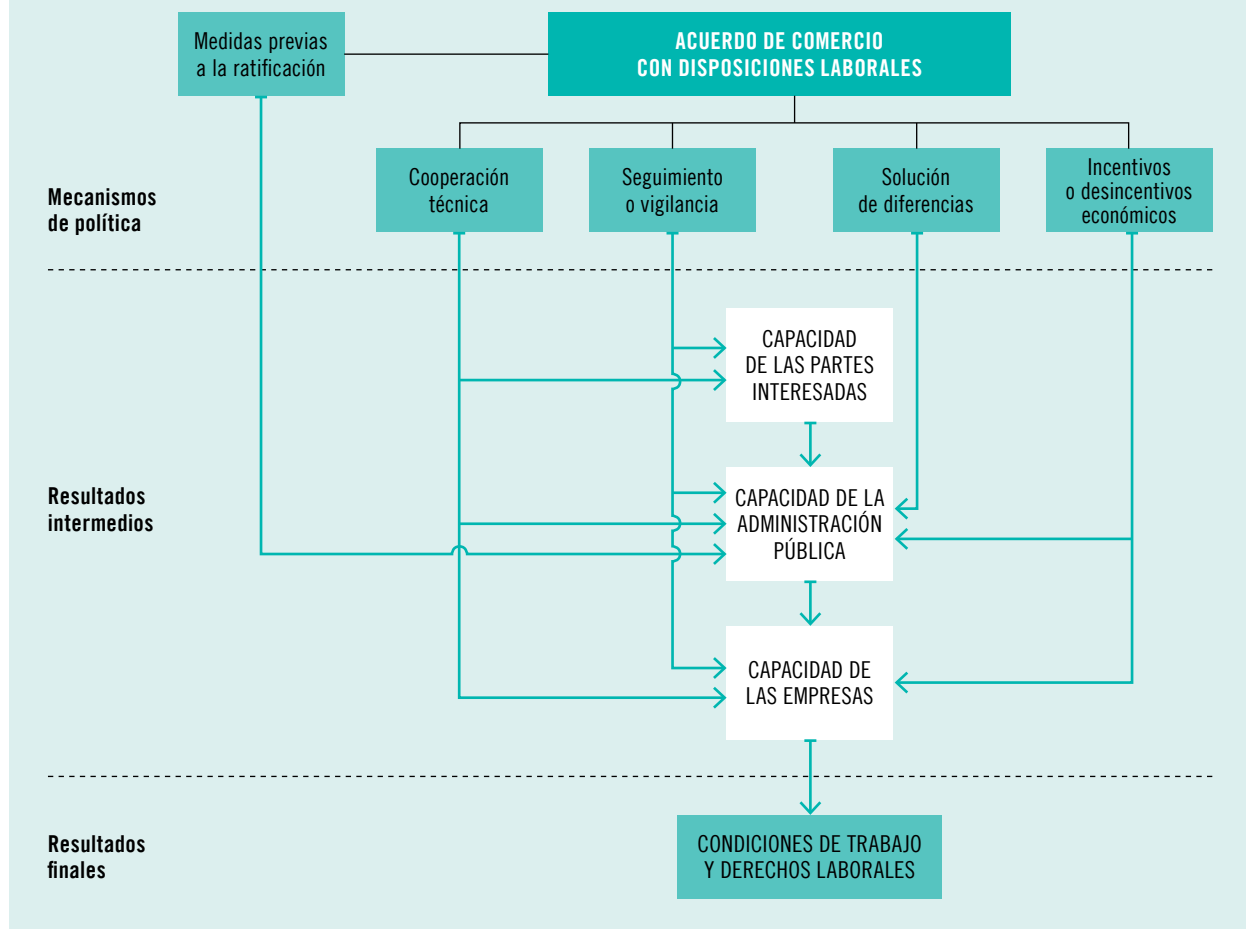 Medidas previas
a la ratificación
ACUERDO DE COMERCIO
CON DISPOSICIONES LABORALES
Mecanismos
de política
Cooperación
técnica
Seguimiento
o vigilancia
Solución
de diferencias
Incentivos
o desincentivos
económicos
Resultados
intermedios
CAPACIDAD
DE LAS PARTES
INTERESADAS
CAPACIDAD DE LA
ADMINISTRACIÓN
PÚBLICA
CAPACIDAD DE
LAS EMPRESAS
Resultados
finales
CONDICIONES DE TRABAJO
Y DERECHOS LABORALES